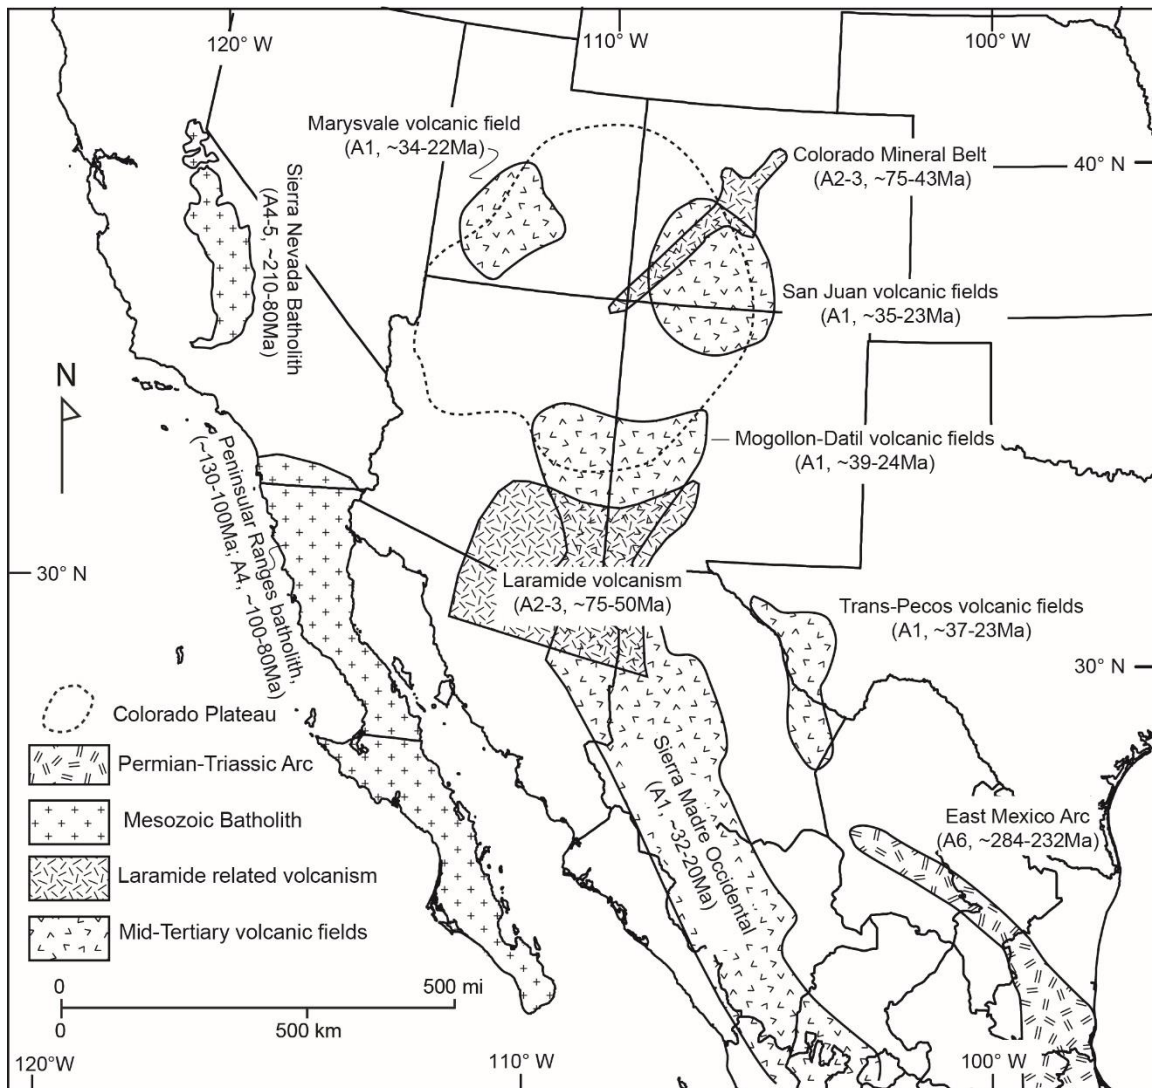 120° W
110° W
100° W
Marysvale volcanic field
(A1, ~34-22Ma)
Colorado Mineral Belt
(A2-3, ~75-43Ma)
40° N
Sierra Nevada Batholith
(A4-5, ~210-80Ma)
San Juan volcanic fields
(A1, ~35-23Ma)
N
Mogollon-Datil volcanic fields
(A1, ~39-24Ma)
Peninsular Ranges batholith,
(~130-100Ma; A4, ~100-80Ma)
30° N
Laramide volcanism
(A2-3, ~75-50Ma)
Trans-Pecos volcanic fields
(A1, ~37-23Ma)
30° N
Colorado Plateau
Permian-Triassic Arc
Mesozoic Batholith
Laramide related volcanism
Mid-Tertiary volcanic fields
Sierra Madre Occidental
(A1, ~32-20Ma)
East Mexico Arc
(A6, ~284-232Ma)
0
500 mi
0
500 km
120°W
110° W
100° W